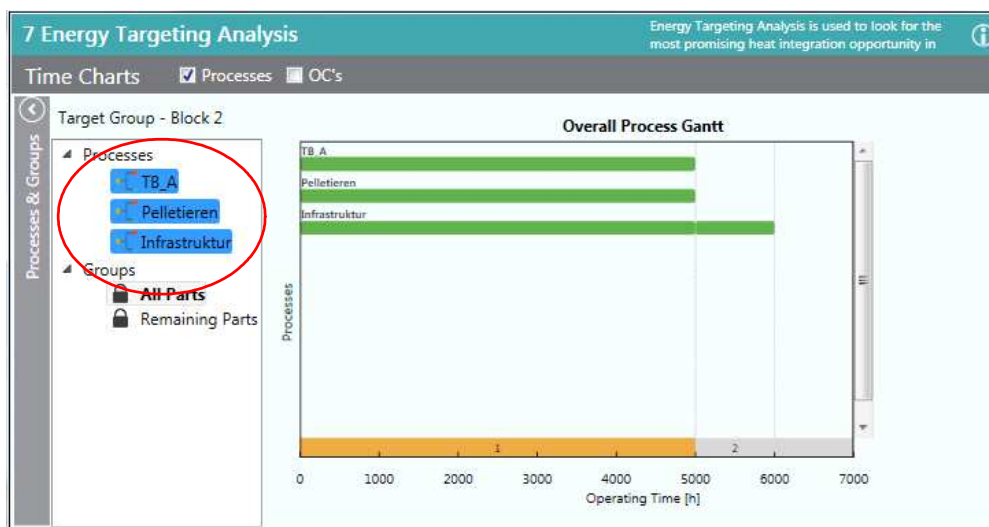 7 Energy Targeting Analysis
Energy Targeting Analysis is used to look for the
most promising heat integration opportunity in
Time Charts Processes OC's
Processes & Groups
Target Group - Block 2
Processes
TB_A
Pelletieren
Infrastruktur
Groups
All Parts
Remaining Parts
Overall Process Gantt
TB_A
Pelletieren
Infrastruktur
Processes
1 2
0 1000 2000 3000 4000 5000 6000 7000
Operating Time [h]